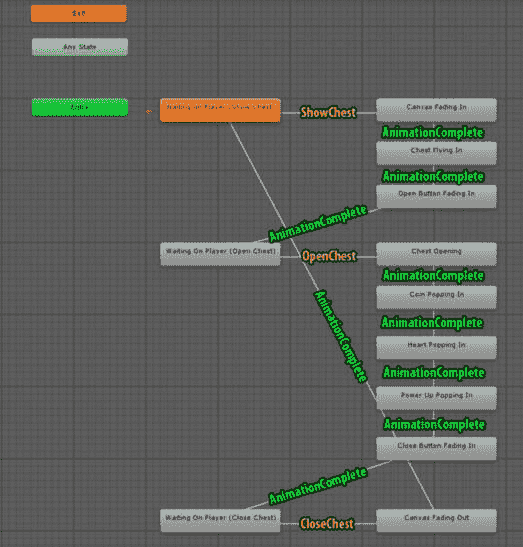 Exit
Any State
Entry
Waiting On Player (Show Chest)
ShowChest
Canvas Fading In
AnimationComplete
Chest Flying In
AnimationComplete
Open Button Fading In
AnimationComplete
Waiting On Player (Open Chest)
OpenChest
Chest Opening
AnimationComplete
Coin Popping In
AnimationComplete
AnimationComplete
Heart Popping In
AnimationComplete
Power Up Popping In
AnimationComplete
Close Button Fading In
AnimationComplete
Waiting On Player (Close Chest)
CloseChest
Canvas Fading Out